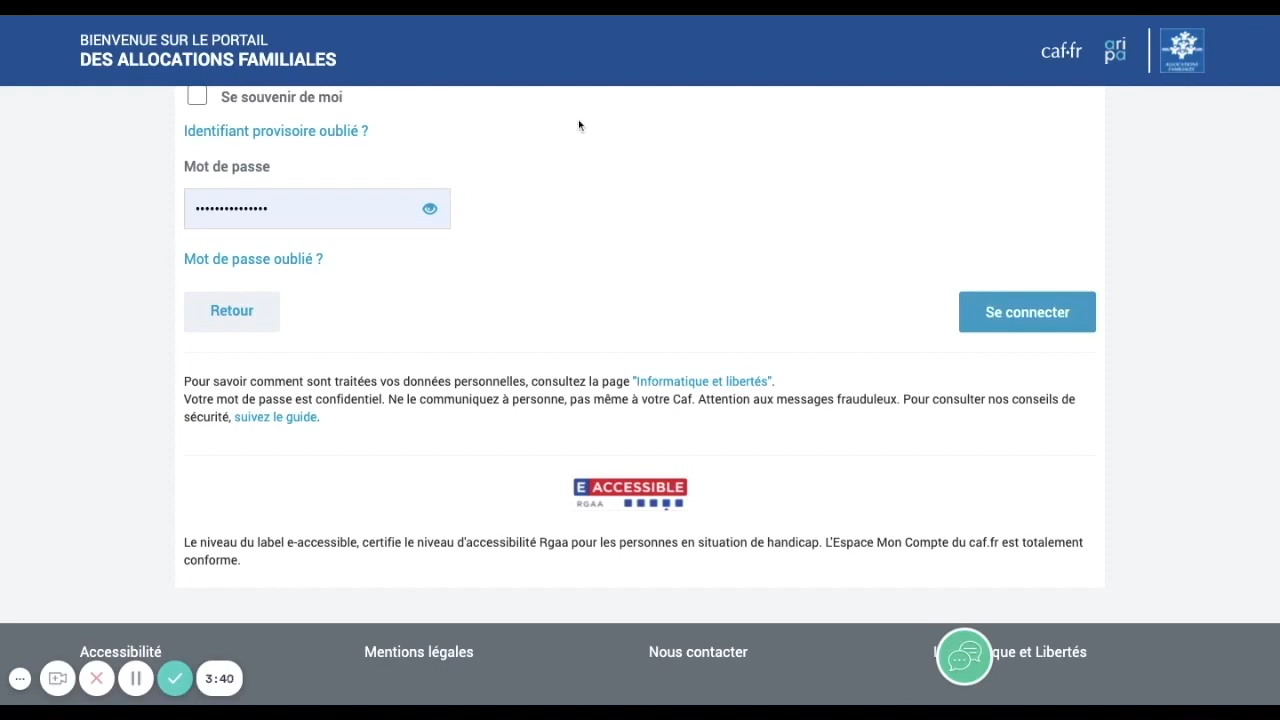 BIENVENUE SUR LE PORTAIL
DES ALLOCATIONS FAMILIALES
caf.fr
aripa
ALLOCATIONS
FAMILIALES
Se souvenir de moi
Identifiant provisoire oublié ?
Mot de passe
•••••••••••••••
Mot de passe oublié ?
Retour
Se connecter
Pour savoir comment sont traitées vos données personnelles, consultez la page "Informatique et libertés".
Votre mot de passe est confidentiel. Ne le communiquez à personne, pas même à votre Caf. Attention aux messages frauduleux. Pour consulter nos conseils de
sécurité, suivez le guide.
E ACCESSIBLE
RGAA
Le niveau du label e-accessible, certifie le niveau d'accessibilité Rgaa pour les personnes en situation de handicap. L'Espace Mon Compte du caf.fr est totalement
conforme.
Accessibilité
Mentions légales
Nous contacter
que et Libertés
3:40